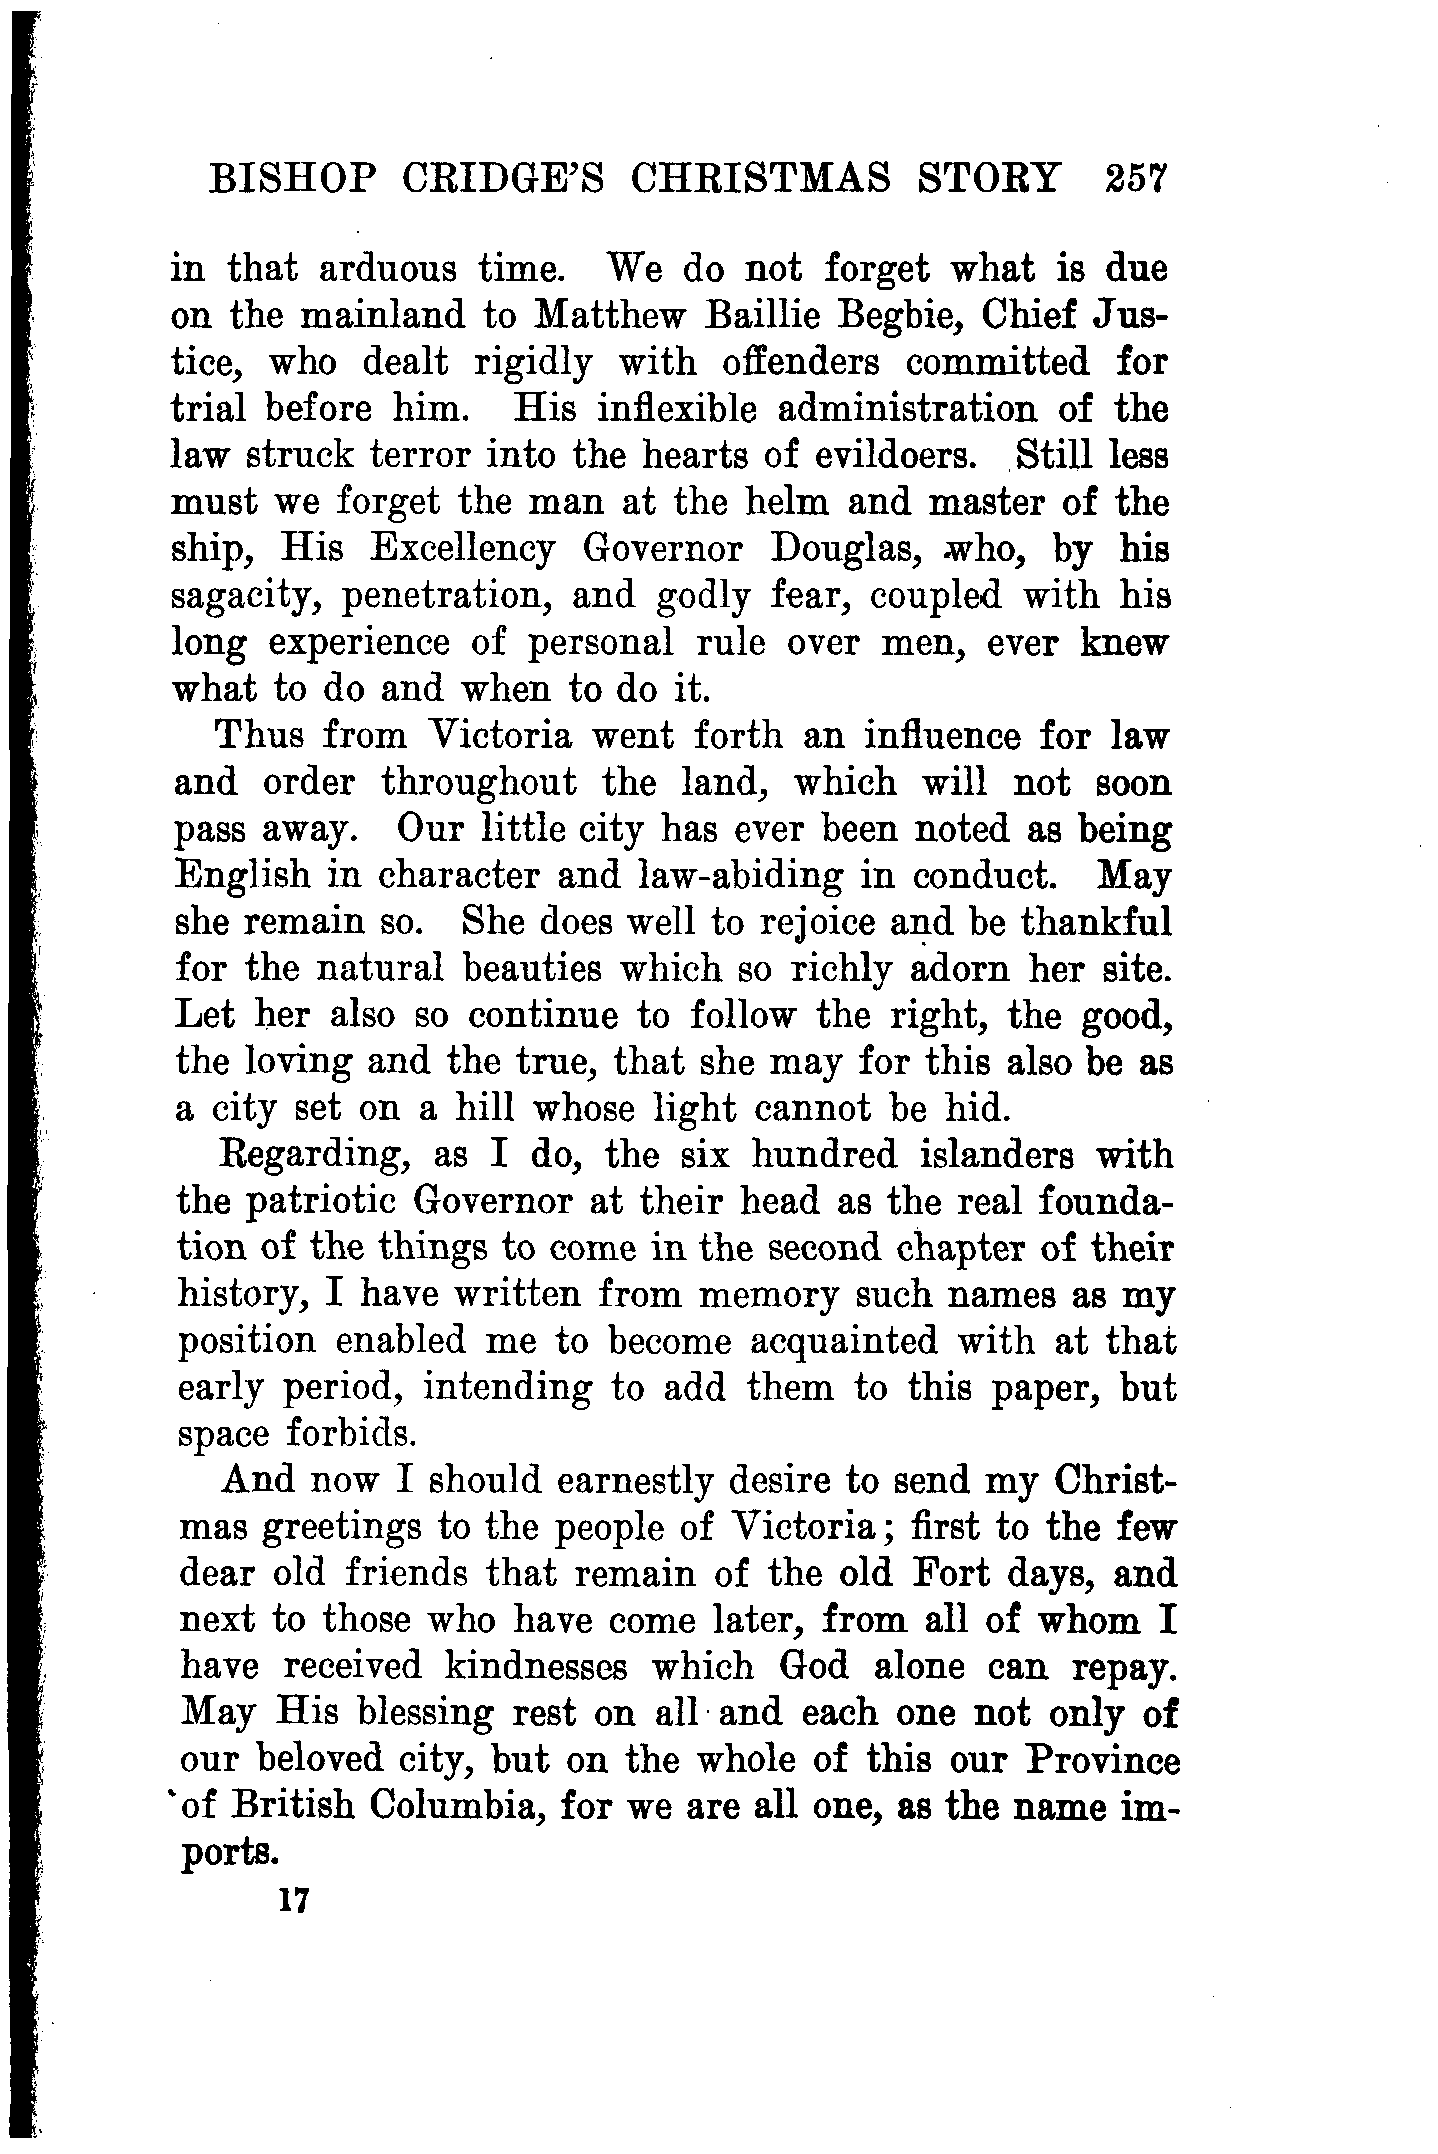 BISHOP CRIDGE'S CHRISTMAS STORY 257
in that arduous time. We do not forget what is due
on the mainland to Matthew Baillie Begbie, Chief Jus-
tice, who dealt rigidly with offenders committed for
trial before him. His inflexible administration of the
law struck terror into the hearts of evildoers. Still less
must we forget the man at the helm and master of the
ship, His Excellency Governor Douglas, who, by his
sagacity, penetration, and godly fear, coupled with his
long experience of personal rule over men, ever knew
what to do and when to do it.
Thus from Victoria went forth an influence for law
and order throughout the land, which will not soon
pass away. Our little city has ever been noted as being
English in character and law-abiding in conduct. May
she remain so. She does well to rejoice and be thankful
for the natural beauties which so richly adorn her site.
Let her also so continue to follow the right, the good,
the loving and the true, that she may for this also be as
a city set on a hill whose light cannot be hid.
Regarding, as I do, the six hundred islanders with
the patriotic Governor at their head as the real founda-
tion of the things to come in the second chapter of their
history, I have written from memory such names as my
position enabled me to become acquainted with at that
early period, intending to add them to this paper, but
space forbids.
And now I should earnestly desire to send my Christ-
mas greetings to the people of Victoria; first to the few
dear old friends that remain of the old Fort days, and
next to those who have come later, from all of whom I
have received kindnesses which God alone can repay.
May His blessing rest on all and each one not only of
our beloved city, but on the whole of this our Province
of British Columbia, for we are all one, as the name im-
ports.
17